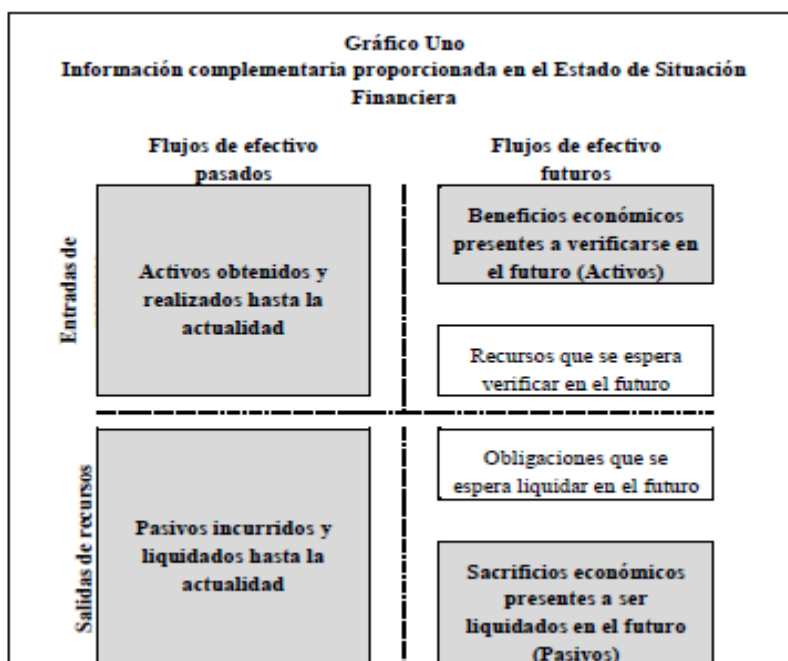 Gráfico Uno
Información complementaria proporcionada en el Estado de Situación
Financiera
Flujos de efectivo
pasados
Flujos de efectivo
futuros
Entradas de
Activos obtenidos y
realizados hasta la
actualidad
Beneficios económicos
presentes a verificarse en
el futuro (Activos)
Recursos que se espera
verificar en el futuro
Salidas de recursos
Pasivos incurridos y
liquidados hasta la
actualidad
Obligaciones que se
espera liquidar en el futuro
Sacrificios económicos
presentes a ser
liquidados en el futuro
(Pasivos)